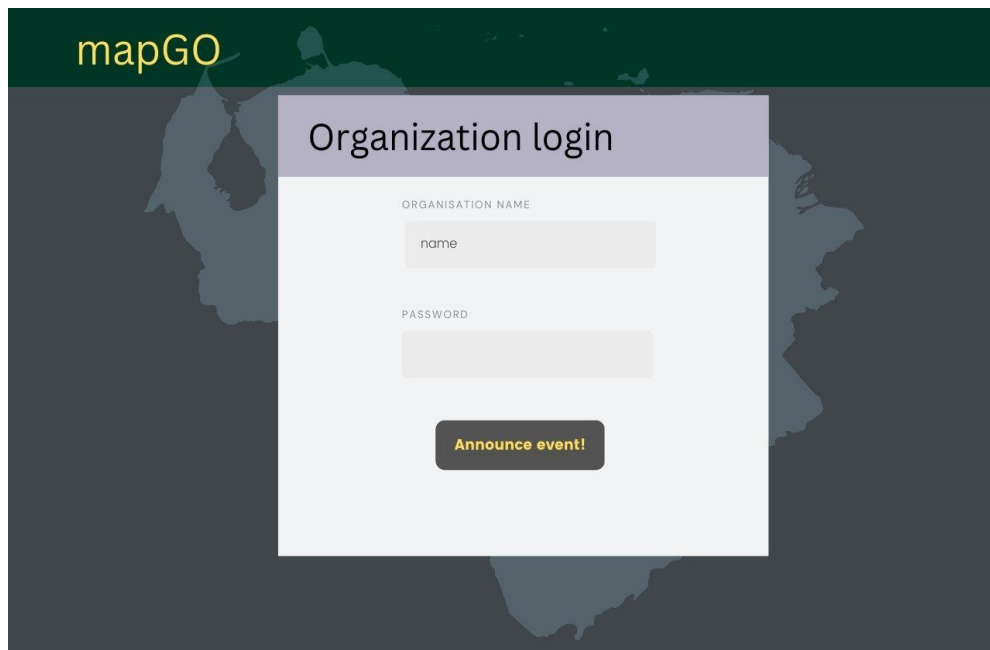 mapGO
Organization login
ORGANISATION NAME
name
PASSWORD
Announce event!